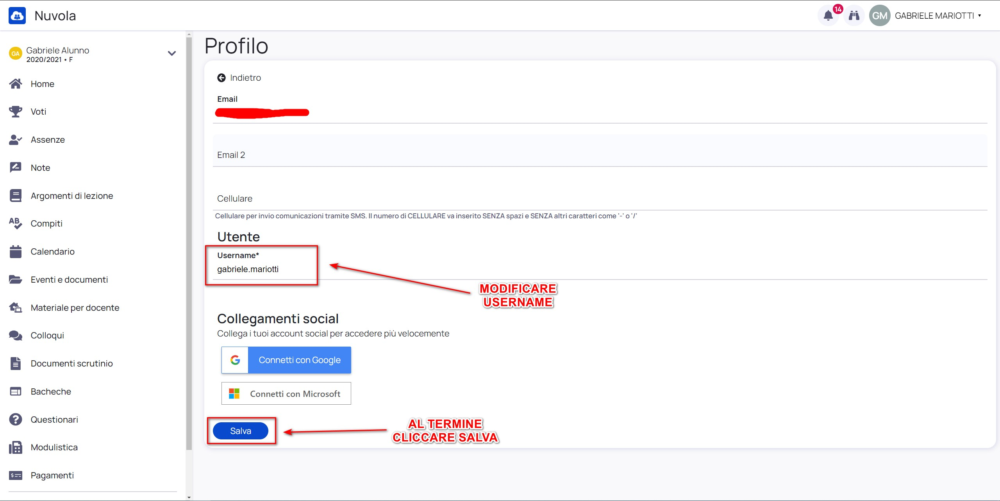 Nuvola
14
GM
GABRIELE MARIOTTI
GA
Gabriele Alunno
2020/2021 • F
Home
Voti
Assenze
Note
Argomenti di lezione
AB
Compiti
Calendario
Eventi e documenti
Materiale per docente
Colloqui
Documenti scrutinio
Bacheche
Questionari
Modulistica
Pagamenti
Profilo
Indietro
Email
Email 2
Cellulare
Cellulare per invio comunicazioni tramite SMS. Il numero di CELLULARE va inserito SENZA spazi e SENZA altri caratteri come '-' o '/'
Utente
Username*
gabriele.mariotti
MODIFICARE
USERNAME
Collegamenti social
Collega i tuoi account social per accedere più velocemente
Connetti con Google
Connetti con Microsoft
Salva
AL TERMINE
CLICCARE SALVA